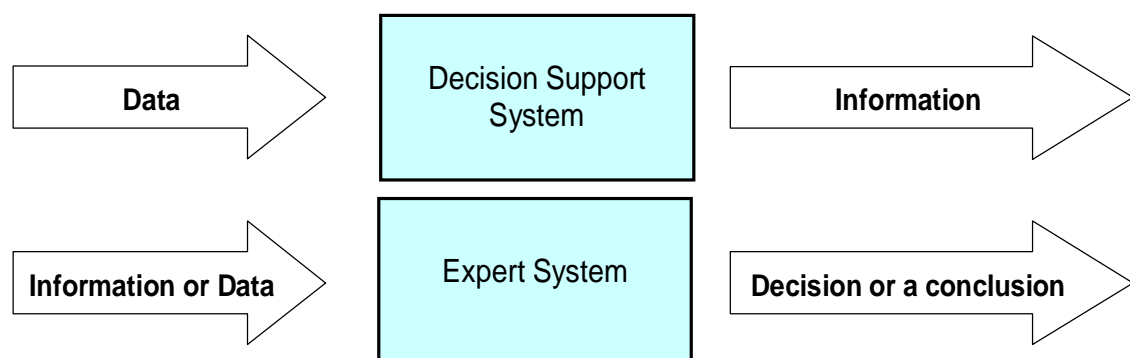 Data
Decision Support
System
Information
Information or Data
Expert System
Decision or a conclusion